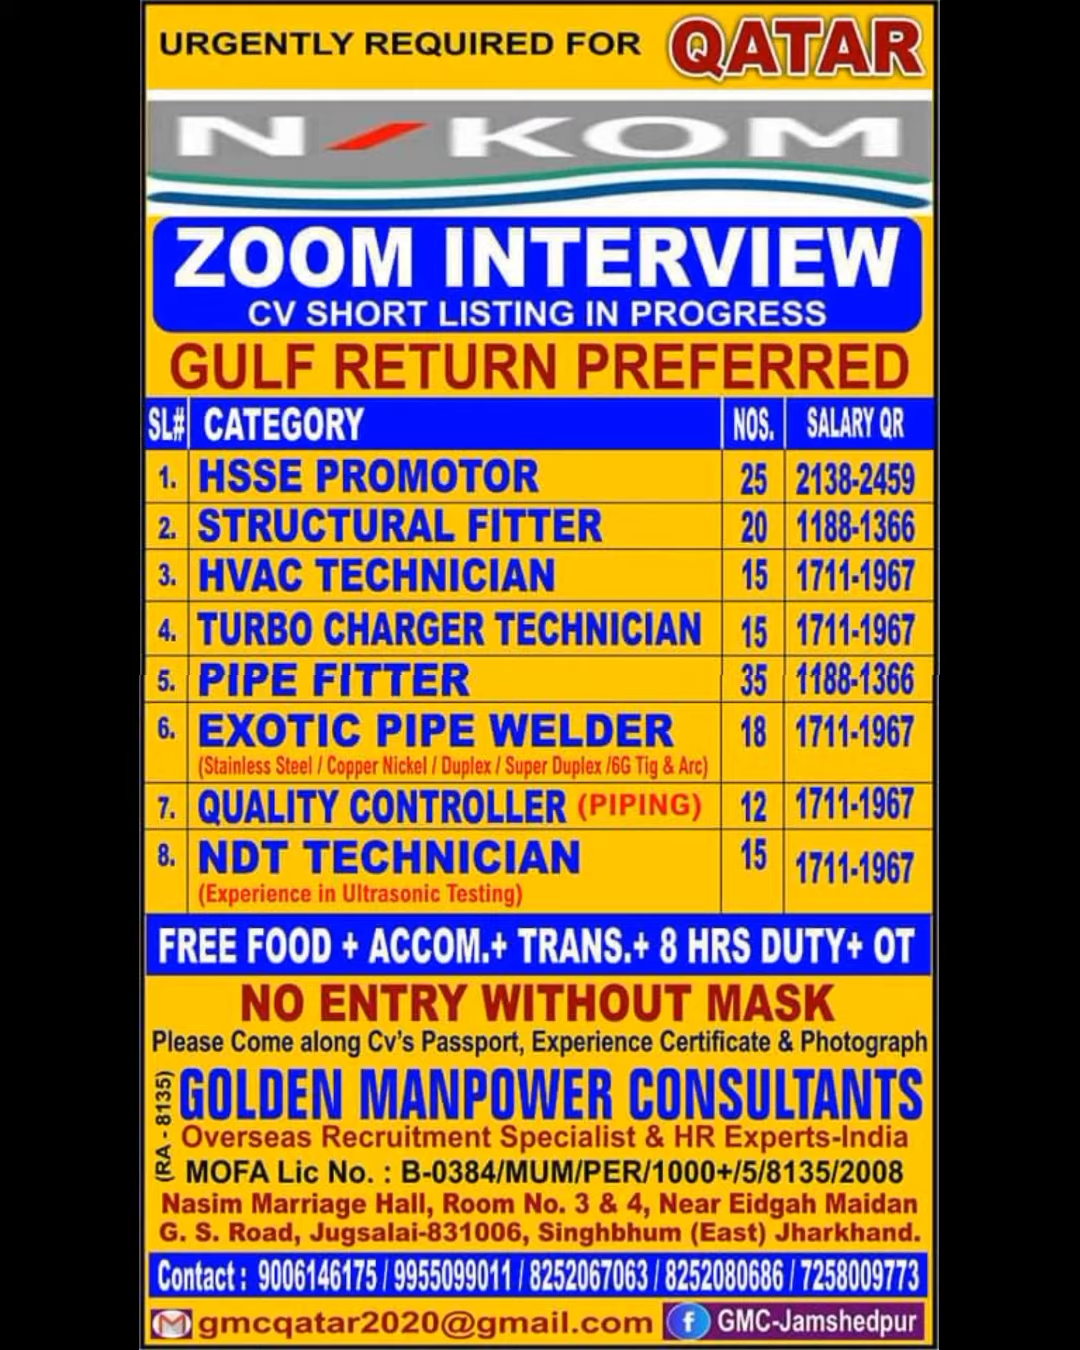 URGENTLY REQUIRED FOR QATAR
N-KOM
ZOOM INTERVIEW
CV SHORT LISTING IN PROGRESS
GULF RETURN PREFERRED
SL# CATEGORY NOS. SALARY QR
1. HSSE PROMOTOR 25 2138-2459
2. STRUCTURAL FITTER 20 1188-1366
3. HVAC TECHNICIAN 15 1711-1967
4. TURBO CHARGER TECHNICIAN 15 1711-1967
5. PIPE FITTER 35 1188-1366
6. EXOTIC PIPE WELDER 18 1711-1967
(Stainless Steel / Copper Nickel / Duplex / Super Duplex /6G Tig & Arc)
7. QUALITY CONTROLLER (PIPING) 12 1711-1967
8. NDT TECHNICIAN 15 1711-1967
(Experience in Ultrasonic Testing)
FREE FOOD + ACCOM.+ TRANS.+ 8 HRS DUTY+ OT
NO ENTRY WITHOUT MASK
Please Come along Cv's Passport, Experience Certificate & Photograph
(RA - 8135)
GOLDEN MANPOWER CONSULTANTS
Overseas Recruitment Specialist & HR Experts-India
MOFA Lic No. : B-0384/MUM/PER/1000+/5/8135/2008
Nasim Marriage Hall, Room No. 3 & 4, Near Eidgah Maidan
G. S. Road, Jugsalai-831006, Singhbhum (East) Jharkhand.
Contact : 9006146175 / 9955099011 / 8252067063 / 8252080686 / 7258009773
gmcqatar2020@gmail.com f GMC-Jamshedpur